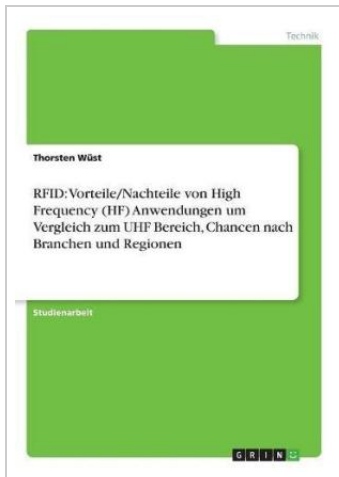 Technik
Thorsten Wüst
RFID: Vorteile/Nachteile von High
Frequency (HF) Anwendungen um
Vergleich zum UHF Bereich, Chancen nach
Branchen und Regionen
Studienarbeit
GRIN